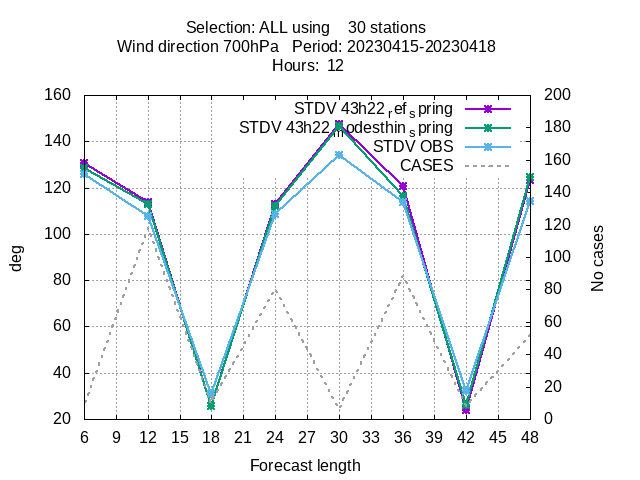 Selection: ALL using 30 stations
Wind direction 700hPa Period: 20230415-20230418
Hours: 12
STDV 43h22_ref_spring
STDV 43h22_modesthin_spring
STDV OBS
CASES
160
140
120
100
80
60
40
20
deg
200
180
160
140
120
100
80
60
40
20
0
No cases
6 9 12 15 18 21 24 27 30 33 36 39 42 45 48
Forecast length